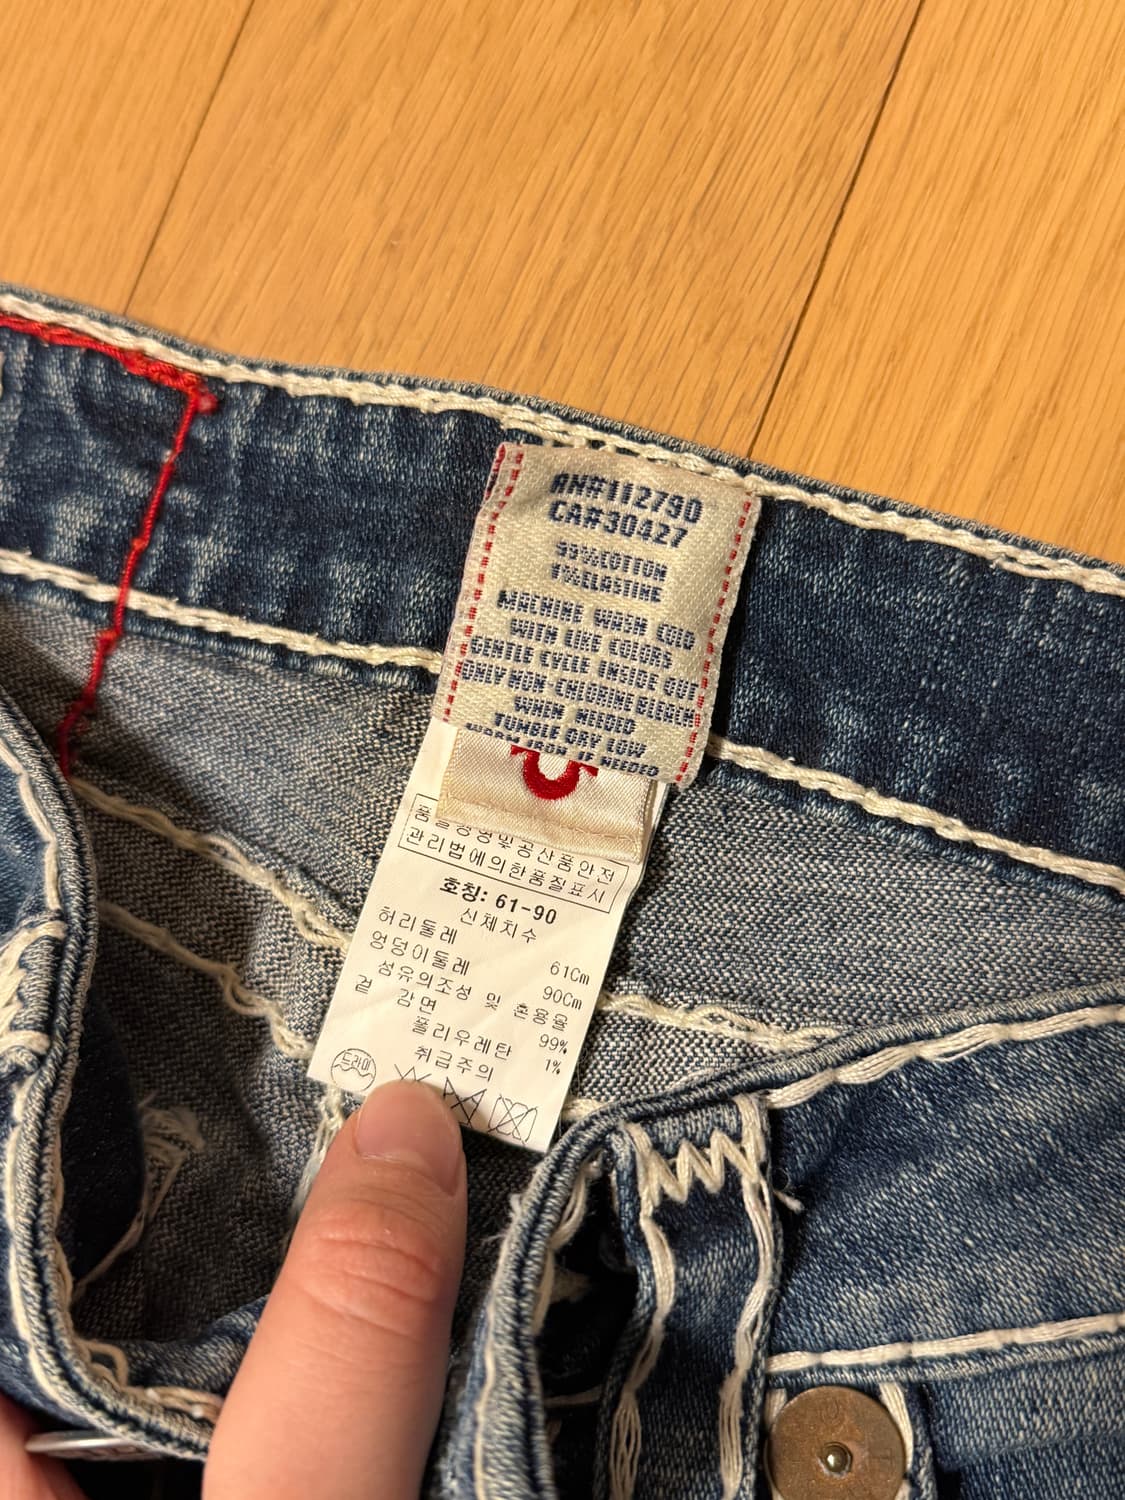 RN#112790
CA#30427
99%COTTON
1%ELASTINE
MACHINE WASH COLD
WITH LIKE COLORS
GENTLE CYCLE INSIDE OUT
ONLY NON-CHLORINE BLEACH
WHEN NEEDED
TUMBLE DRY LOW
WARM IRON IF NEEDED
품질경영및공산품안전
관리법에의한품질표시
호칭: 61-90
신체치수
허리둘레 61Cm
엉덩이둘레 90Cm
섬유의조성 및 혼용율
겉감면 99%
폴리우레탄 1%
취급주의
드라이